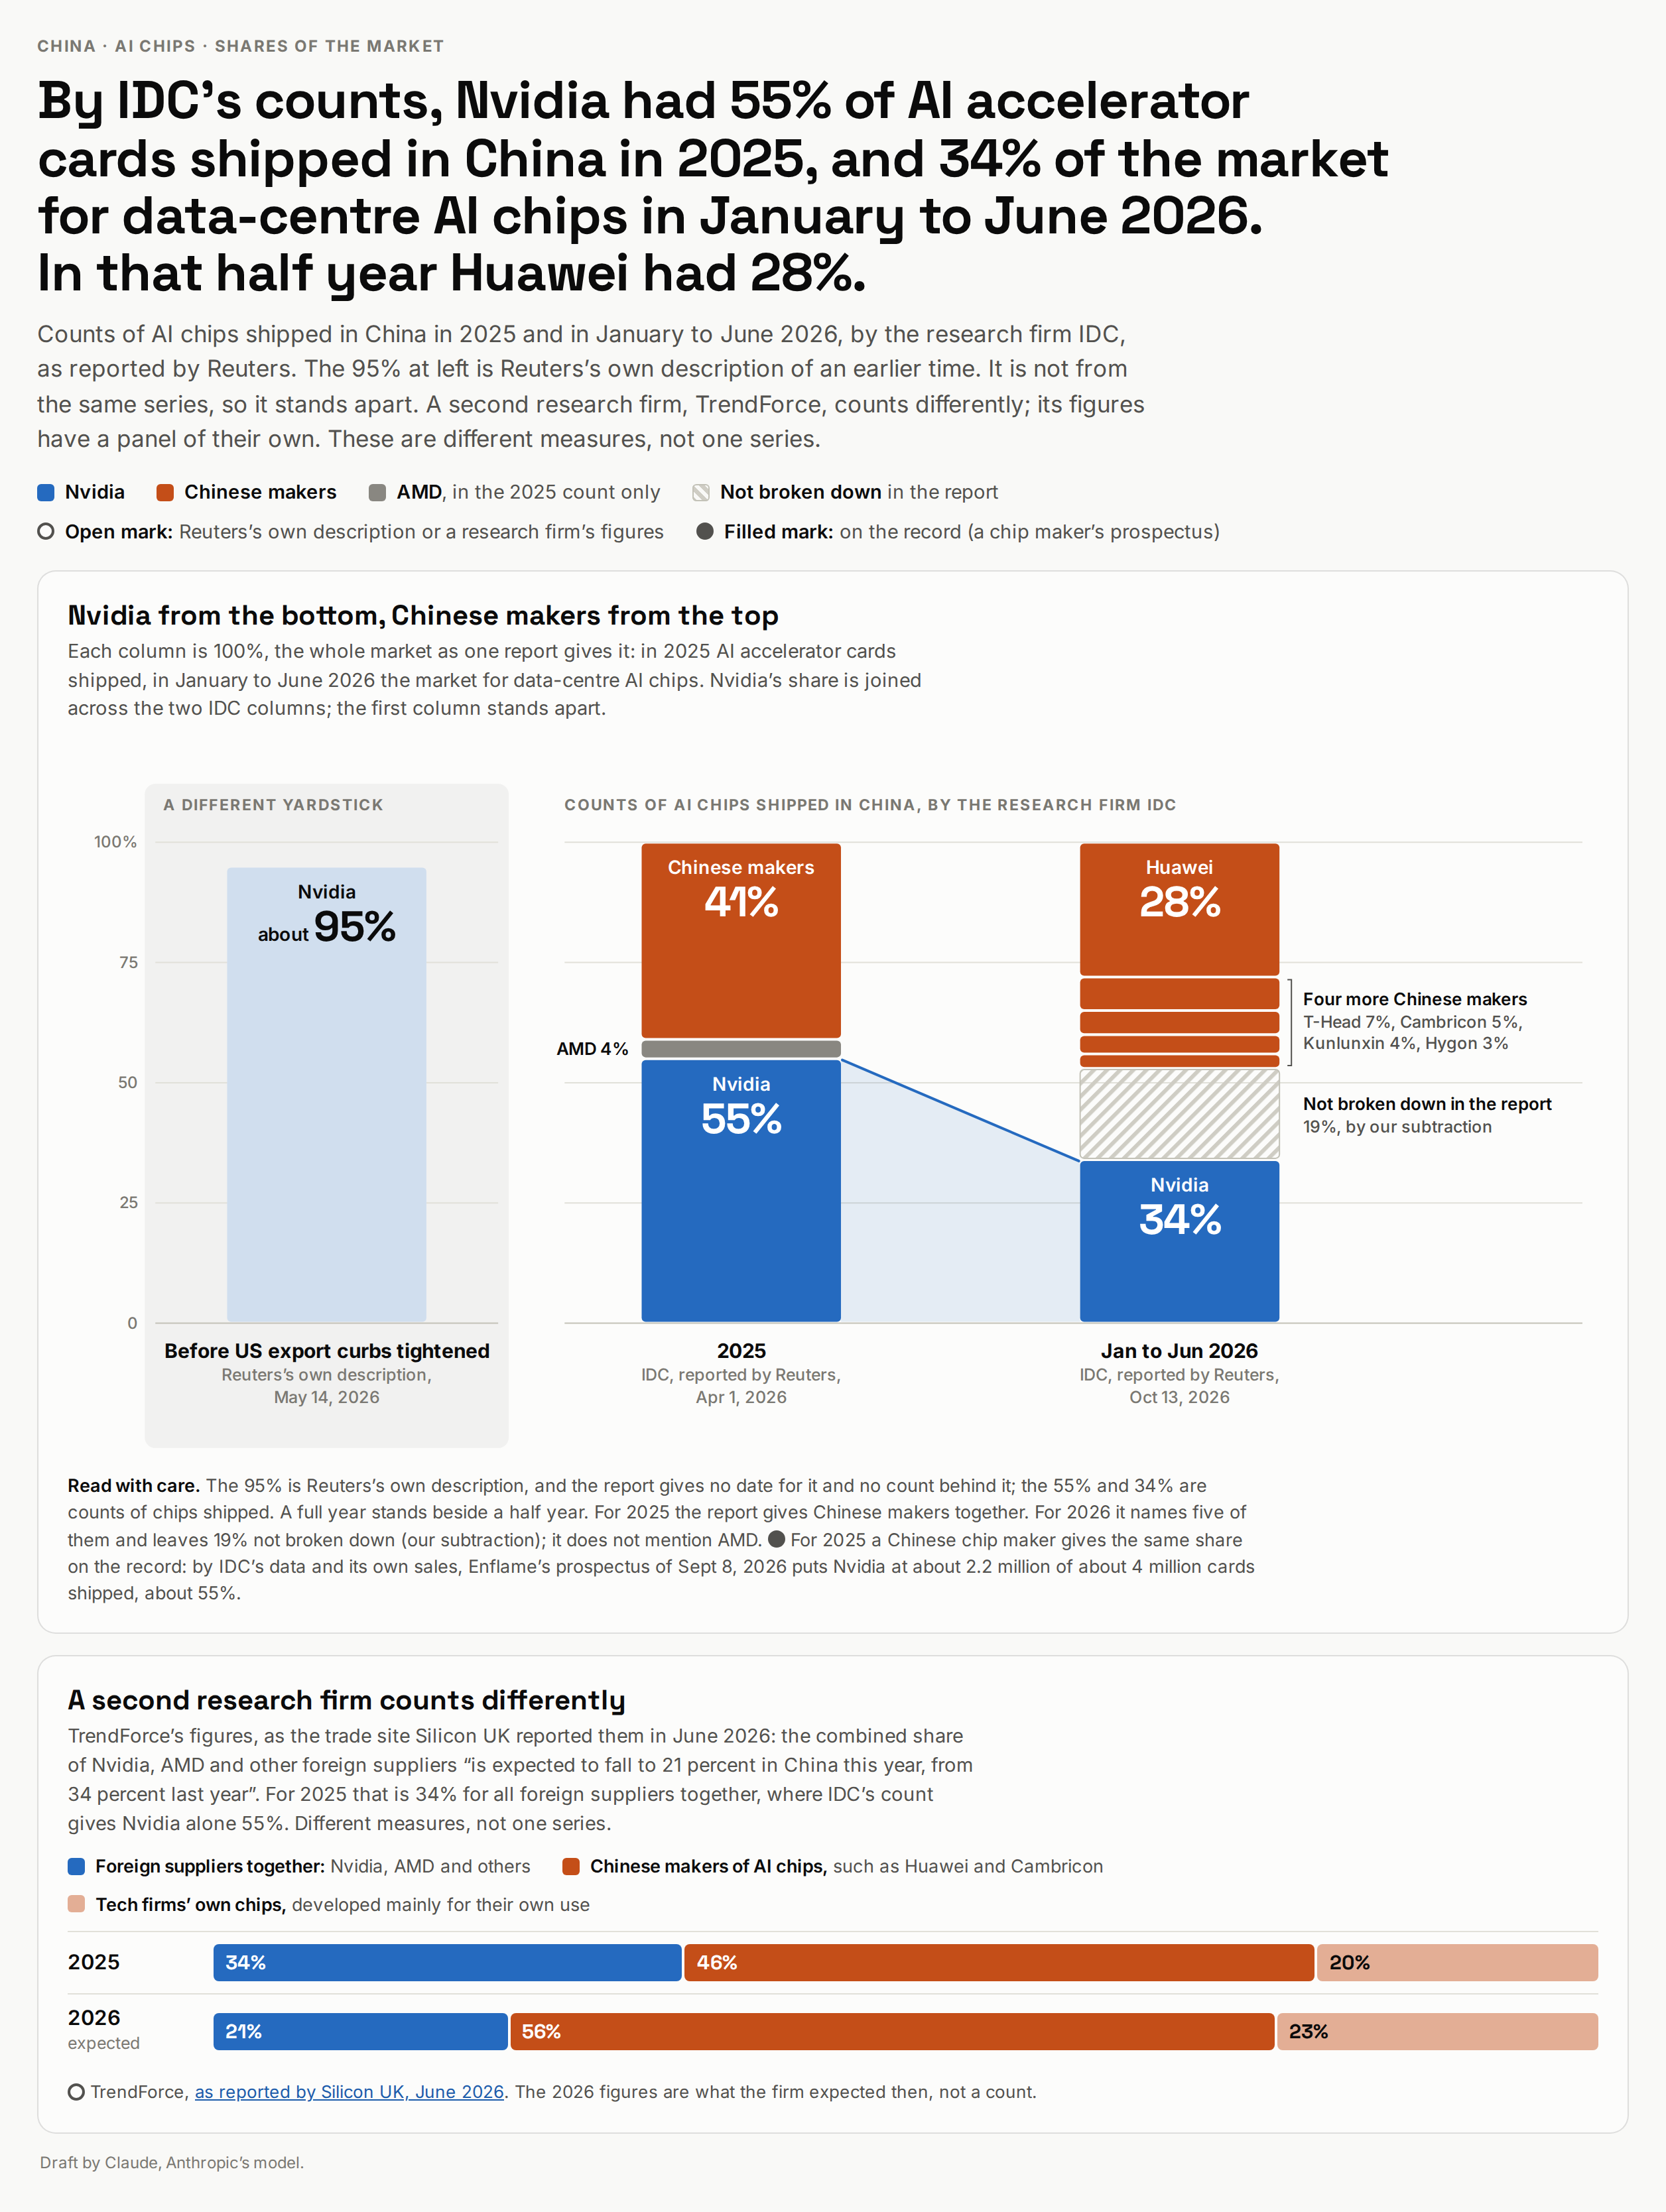 CHINA · AI CHIPS · SHARES OF THE MARKET
By IDC’s counts, Nvidia had 55% of AI accelerator
cards shipped in China in 2025, and 34% of the market
for data-centre AI chips in January to June 2026.
In that half year Huawei had 28%.
Counts of AI chips shipped in China in 2025 and in January to June 2026, by the research firm IDC,
as reported by Reuters. The 95% at left is Reuters’s own description of an earlier time. It is not from
the same series, so it stands apart. A second research firm, TrendForce, counts differently; its figures
have a panel of their own. These are different measures, not one series.
Nvidia Chinese makers AMD, in the 2025 count only Not broken down in the report
Open mark: Reuters’s own description or a research firm’s figures Filled mark: on the record (a chip maker’s prospectus)
Nvidia from the bottom, Chinese makers from the top
Each column is 100%, the whole market as one report gives it: in 2025 AI accelerator cards
shipped, in January to June 2026 the market for data-centre AI chips. Nvidia’s share is joined
across the two IDC columns; the first column stands apart.
A DIFFERENT YARDSTICK
100%
75
50
25
0
Nvidia
about 95%
Before US export curbs tightened
Reuters’s own description,
May 14, 2026
COUNTS OF AI CHIPS SHIPPED IN CHINA, BY THE RESEARCH FIRM IDC
Chinese makers
41%
AMD 4%
Nvidia
55%
2025
IDC, reported by Reuters,
Apr 1, 2026
Huawei
28%
Four more Chinese makers
T-Head 7%, Cambricon 5%,
Kunlunxin 4%, Hygon 3%
Not broken down in the report
19%, by our subtraction
Nvidia
34%
Jan to Jun 2026
IDC, reported by Reuters,
Oct 13, 2026
Read with care. The 95% is Reuters’s own description, and the report gives no date for it and no count behind it; the 55% and 34% are
counts of chips shipped. A full year stands beside a half year. For 2025 the report gives Chinese makers together. For 2026 it names five of
them and leaves 19% not broken down (our subtraction); it does not mention AMD. For 2025 a Chinese chip maker gives the same share
on the record: by IDC’s data and its own sales, Enflame’s prospectus of Sept 8, 2026 puts Nvidia at about 2.2 million of about 4 million cards
shipped, about 55%.
A second research firm counts differently
TrendForce’s figures, as the trade site Silicon UK reported them in June 2026: the combined share
of Nvidia, AMD and other foreign suppliers “is expected to fall to 21 percent in China this year, from
34 percent last year”. For 2025 that is 34% for all foreign suppliers together, where IDC’s count
gives Nvidia alone 55%. Different measures, not one series.
Foreign suppliers together: Nvidia, AMD and others Chinese makers of AI chips, such as Huawei and Cambricon
Tech firms’ own chips, developed mainly for their own use
2025 34% 46% 20%
2026 21% 56% 23%
expected
TrendForce, as reported by Silicon UK, June 2026. The 2026 figures are what the firm expected then, not a count.
Draft by Claude, Anthropic’s model.